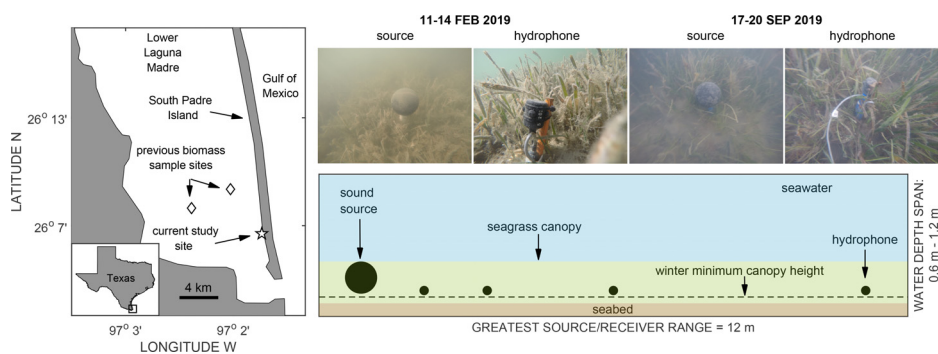 LATITUDE N
26° 13'
26° 7'
97° 3'
97° 2'
LONGITUDE W
Lower
Laguna
Madre
Gulf of
Mexico
South Padre
Island
previous biomass
sample sites
current study
site
Texas
4 km
11-14 FEB 2019
17-20 SEP 2019
source
hydrophone
source
hydrophone
sound
source
seawater
seagrass canopy
hydrophone
winter minimum canopy height
seabed
GREATEST SOURCE/RECEIVER RANGE = 12 m
WATER DEPTH SPAN:
0.6 m - 1.2 m